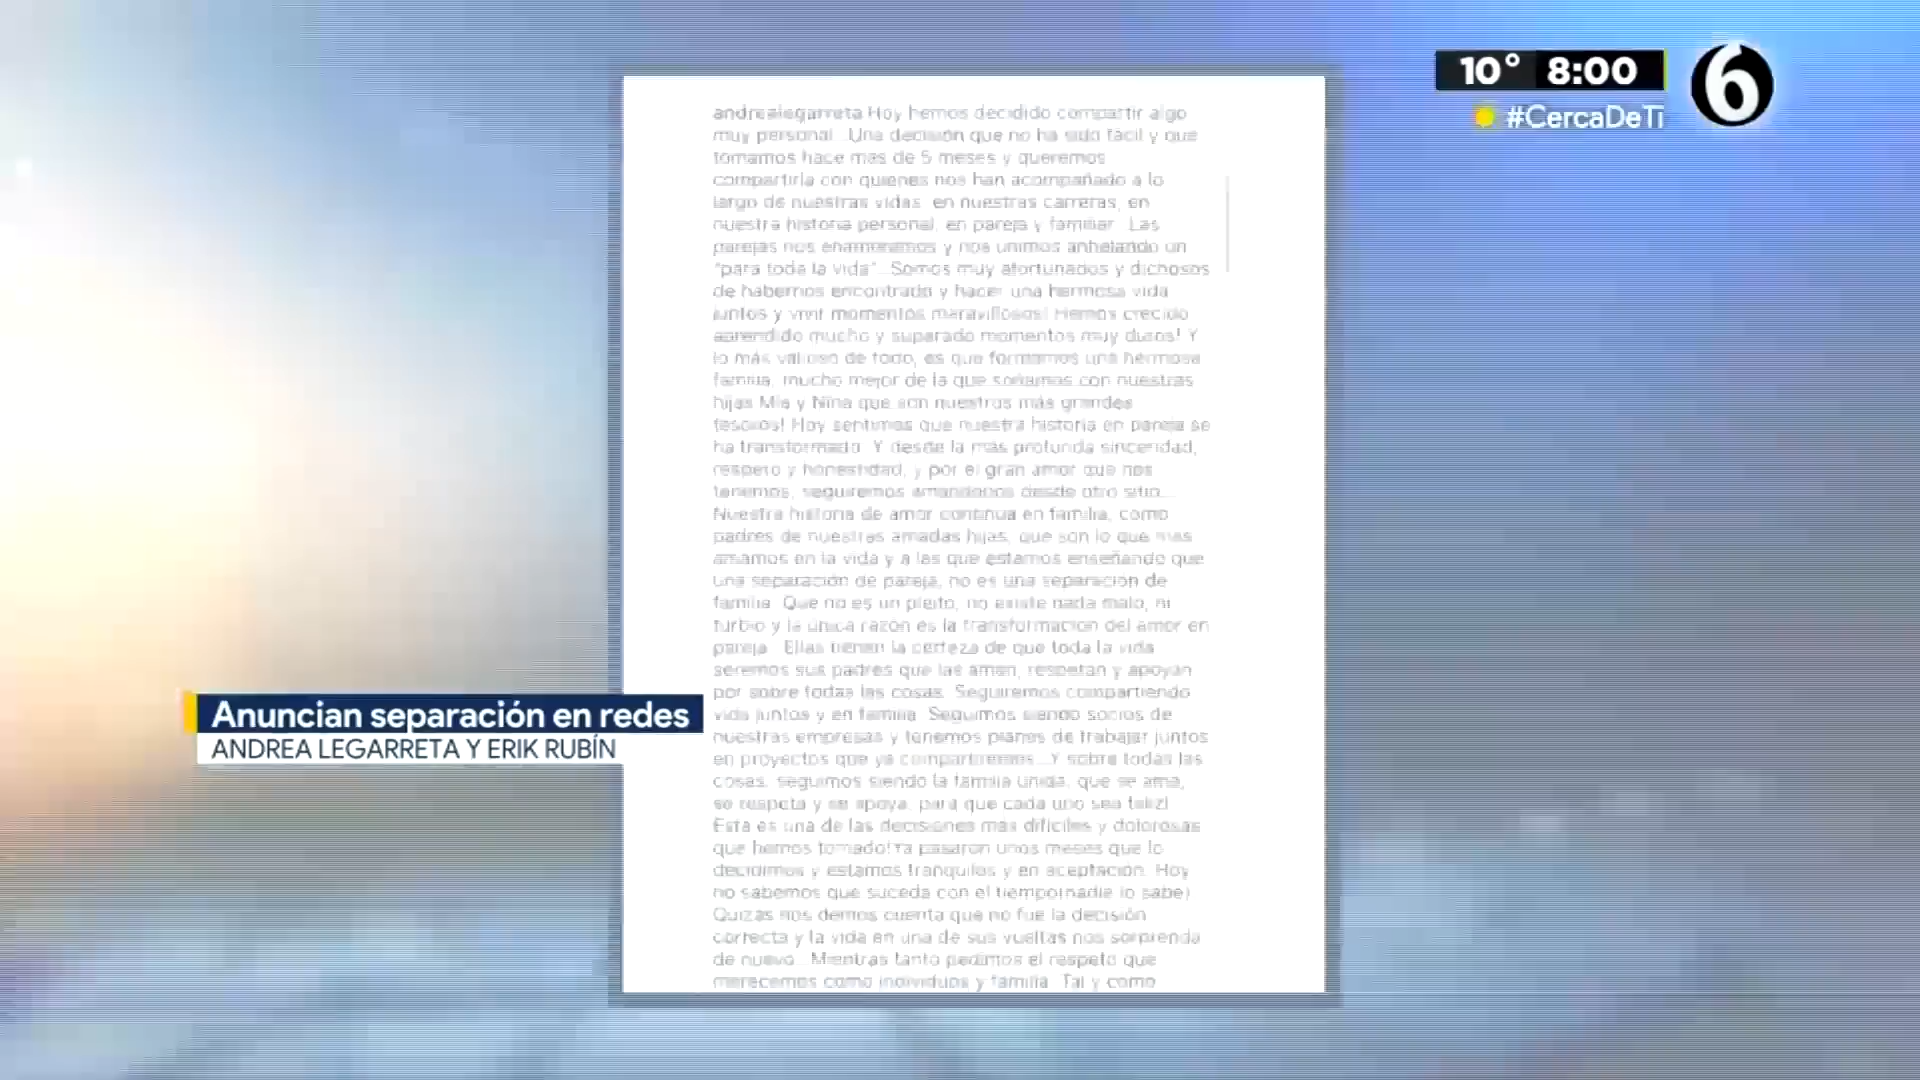 10° 8:00
6
#CercaDeTi
andrealegarreta Hoy hemos decidido compartir algo
muy personal...Una decisión que no ha sido fácil y que
tomamos hace más de 5 meses y queremos
compartirla con quienes nos han acompañado a lo
largo de nuestras vidas, en nuestras carreras, en
nuestra historia personal, en pareja y familiar. Las
parejas nos enamoramos y nos unimos anhelando un
"para toda la vida"...Somos muy afortunados y dichosos
de habernos encontrado y hacer una hermosa vida
juntos y vivir momentos maravillosos! Hemos crecido
aprendido mucho y superado momentos muy duros! Y
lo más valioso de todo, es que formamos una hermosa
familia, mucho mejor de la que soñamos con nuestras
hijas Mía y Nina que son nuestros más grandes
tesoros! Hoy sentimos que nuestra historia en pareja se
ha transformado. Y desde la más profunda sinceridad,
respeto y honestidad, y por el gran amor que nos
tenemos, seguiremos amándonos desde otro sitio...
Nuestra historia de amor continua en familia, como
padres de nuestras amadas hijas, que son lo que más
amamos en la vida y a las que estamos enseñando que
una separación de pareja, no es una separación de
familia. Que no es un pleito, no existe nada malo, ni
turbio y la única razón es la transformación del amor en
pareja. Ellas tienen la certeza de que toda la vida
seremos sus padres que las aman, respetan y apoyan
por sobre todas las cosas. Seguiremos compartiendo
vida juntos y en familia. Seguimos siendo socios de
nuestras empresas y tenemos planes de trabajar juntos
en proyectos que ya compartiremos...Y sobre todas las
cosas, seguimos siendo la familia unida, que se ama,
se respeta y se apoya, para que cada uno sea feliz!
Esta es una de las decisiones más difíciles y dolorosas
que hemos tomado!Ya pasaron unos meses que lo
decidimos y estamos tranquilos y en aceptación. Hoy
no sabemos que suceda con el tiempo(nadie lo sabe)
Quizás nos demos cuenta que no fue la decisión
correcta y la vida en una de sus vueltas nos sorprenda
de nuevo...Mientras tanto pedimos el respeto que
merecemos como individuos y familia. Tal y como
Anuncian separación en redes
ANDREA LEGARRETA Y ERIK RUBÍN